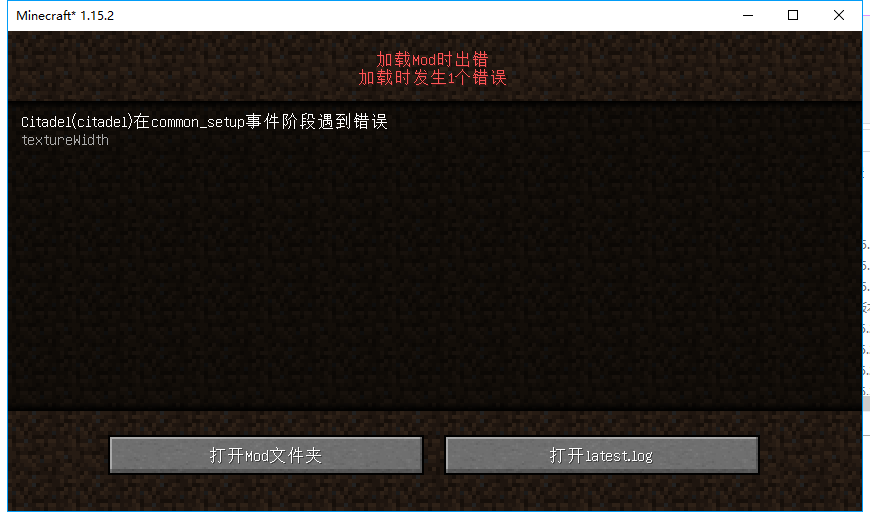 Minecraft* 1.15.2
加载Mod时出错
加载时发生1个错误
Citadel(citadel)在common_setup事件阶段遇到错误
textureWidth
打开Mod文件夹
打开latest.log